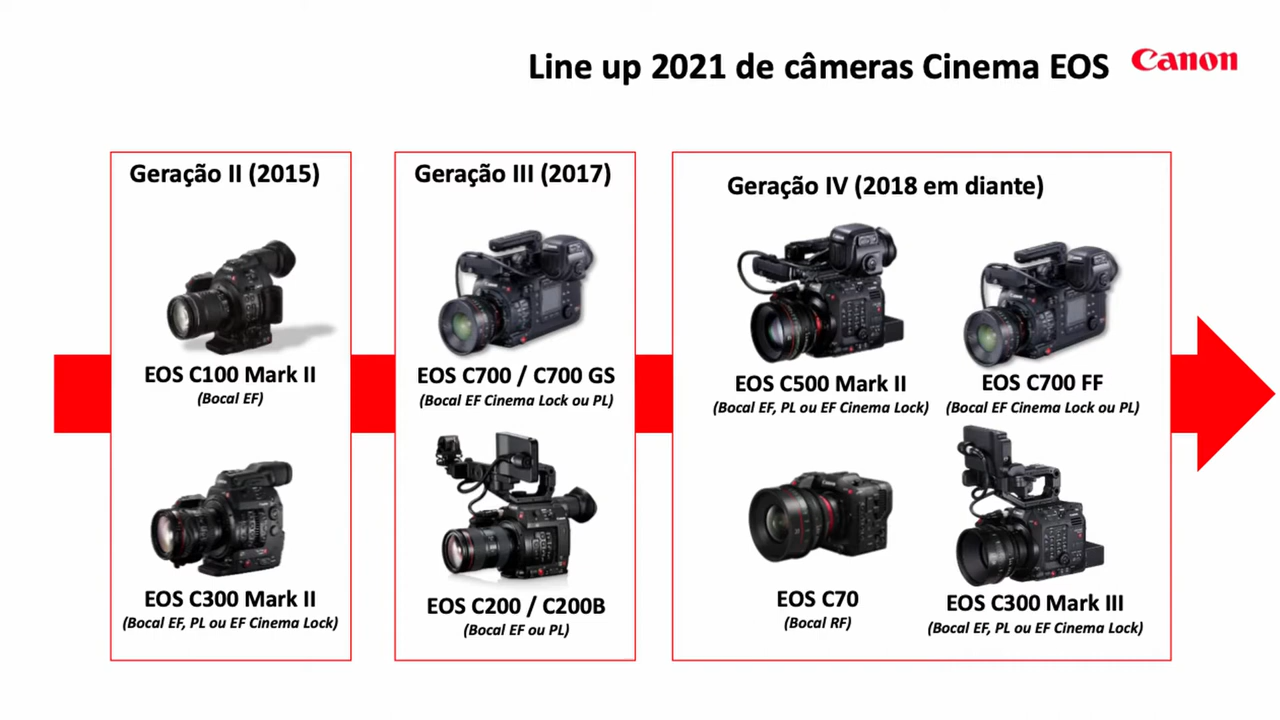 Line up 2021 de câmeras Cinema EOS
Canon
Geração II (2015)
EOS C100 Mark II
(Bocal EF)
EOS C300 Mark II
(Bocal EF, PL ou EF Cinema Lock)
Geração III (2017)
EOS C700 / C700 GS
(Bocal EF Cinema Lock ou PL)
EOS C200 / C200B
(Bocal EF ou PL)
Geração IV (2018 em diante)
EOS C500 Mark II
(Bocal EF, PL ou EF Cinema Lock)
EOS C700 FF
(Bocal EF Cinema Lock ou PL)
EOS C70
(Bocal RF)
EOS C300 Mark III
(Bocal EF, PL ou EF Cinema Lock)